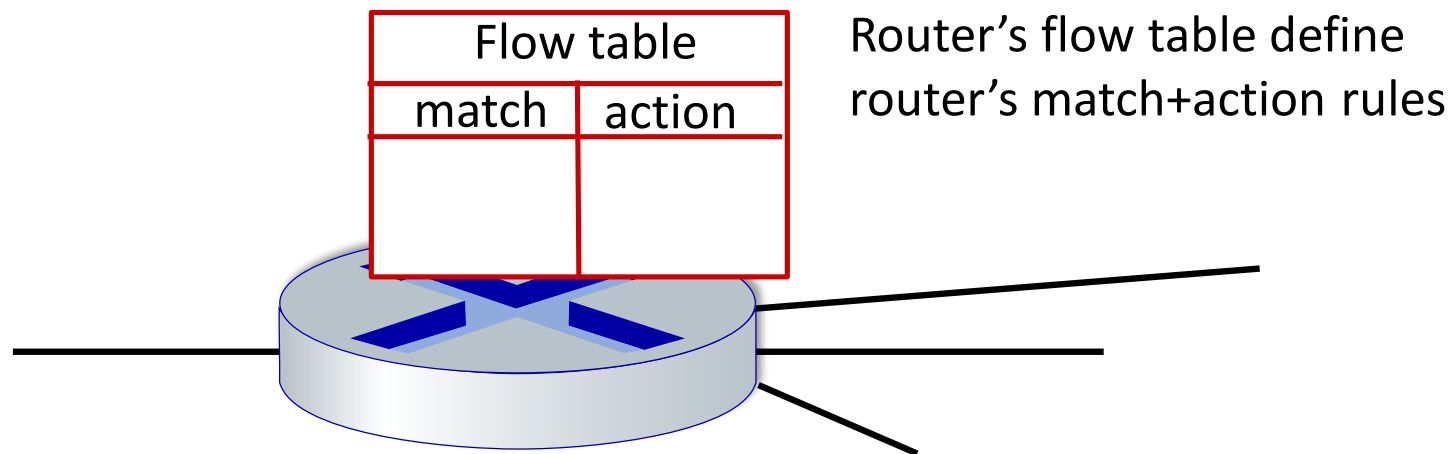 Flow table
match action
Router’s flow table define
router’s match+action rules